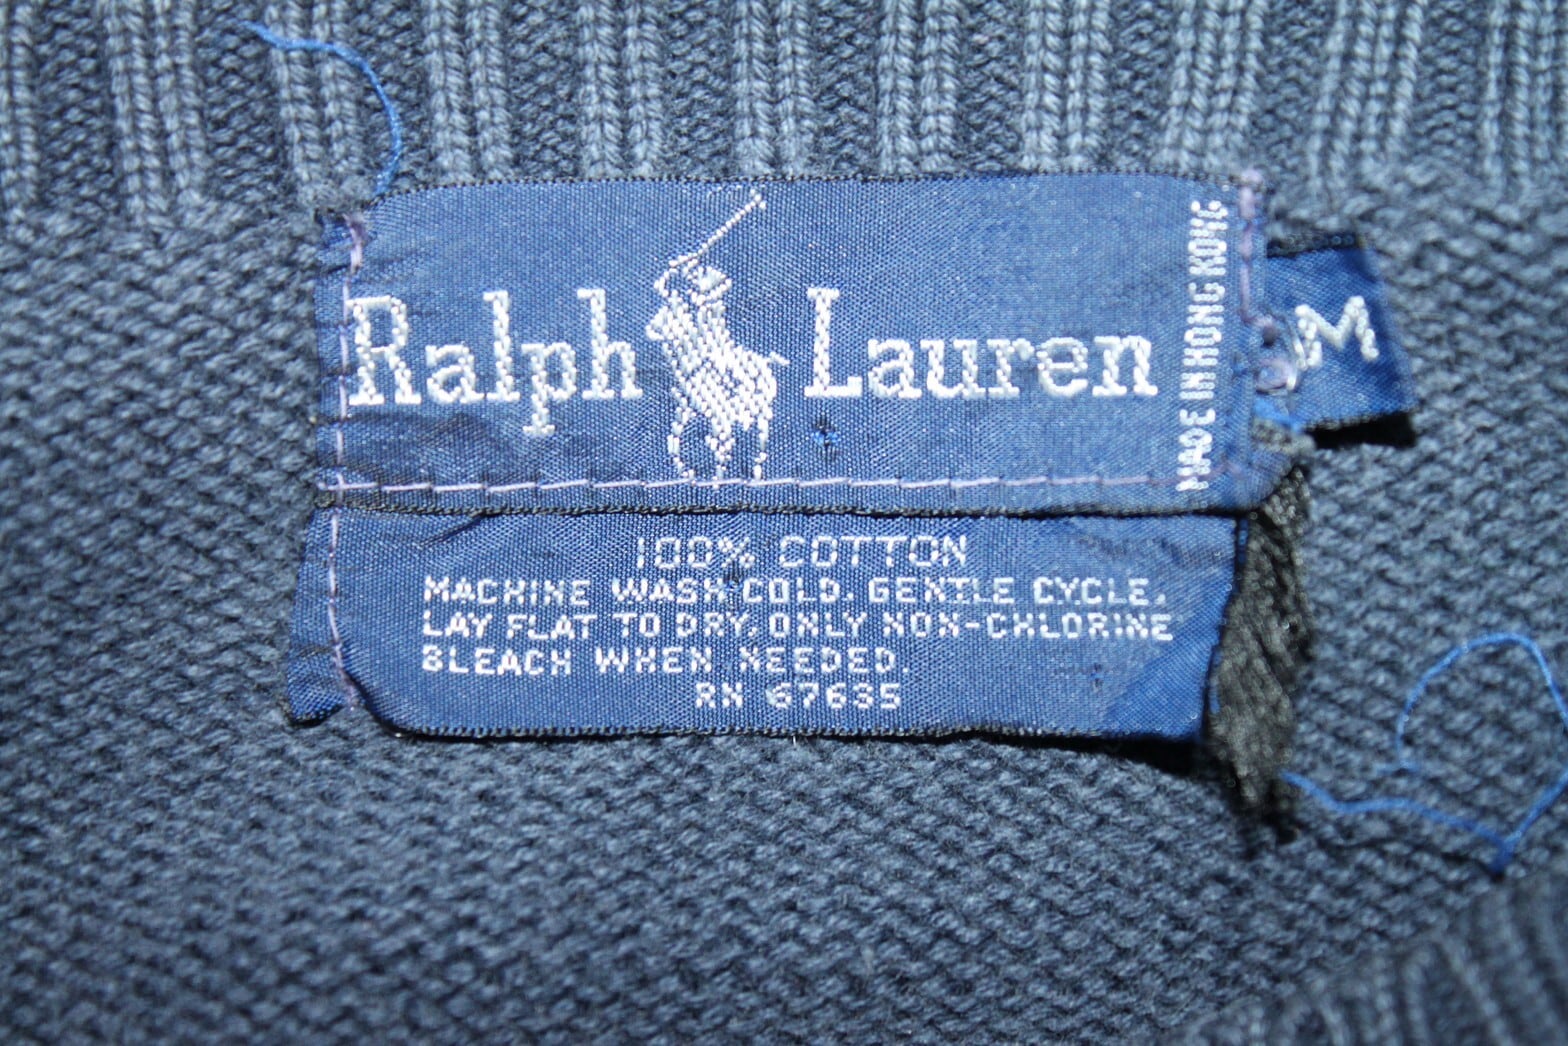 Ralph Lauren
MADE IN HONG KONG
M
100% COTTON
MACHINE WASH COLD. GENTLE CYCLE.
LAY FLAT TO DRY. ONLY NON-CHLORINE
BLEACH WHEN NEEDED.
RN 67635